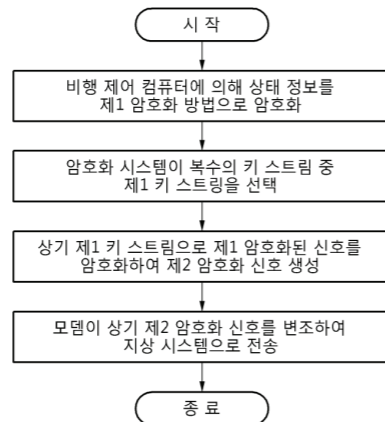 시 작
비행 제어 컴퓨터에 의해 상태 정보를
제1 암호화 방법으로 암호화
암호화 시스템이 복수의 키 스트림 중
제1 키 스트링을 선택
상기 제1 키 스트림으로 제1 암호화된 신호를
암호화하여 제2 암호화 신호 생성
모뎀이 상기 제2 암호화 신호를 변조하여
지상 시스템으로 전송
종 료